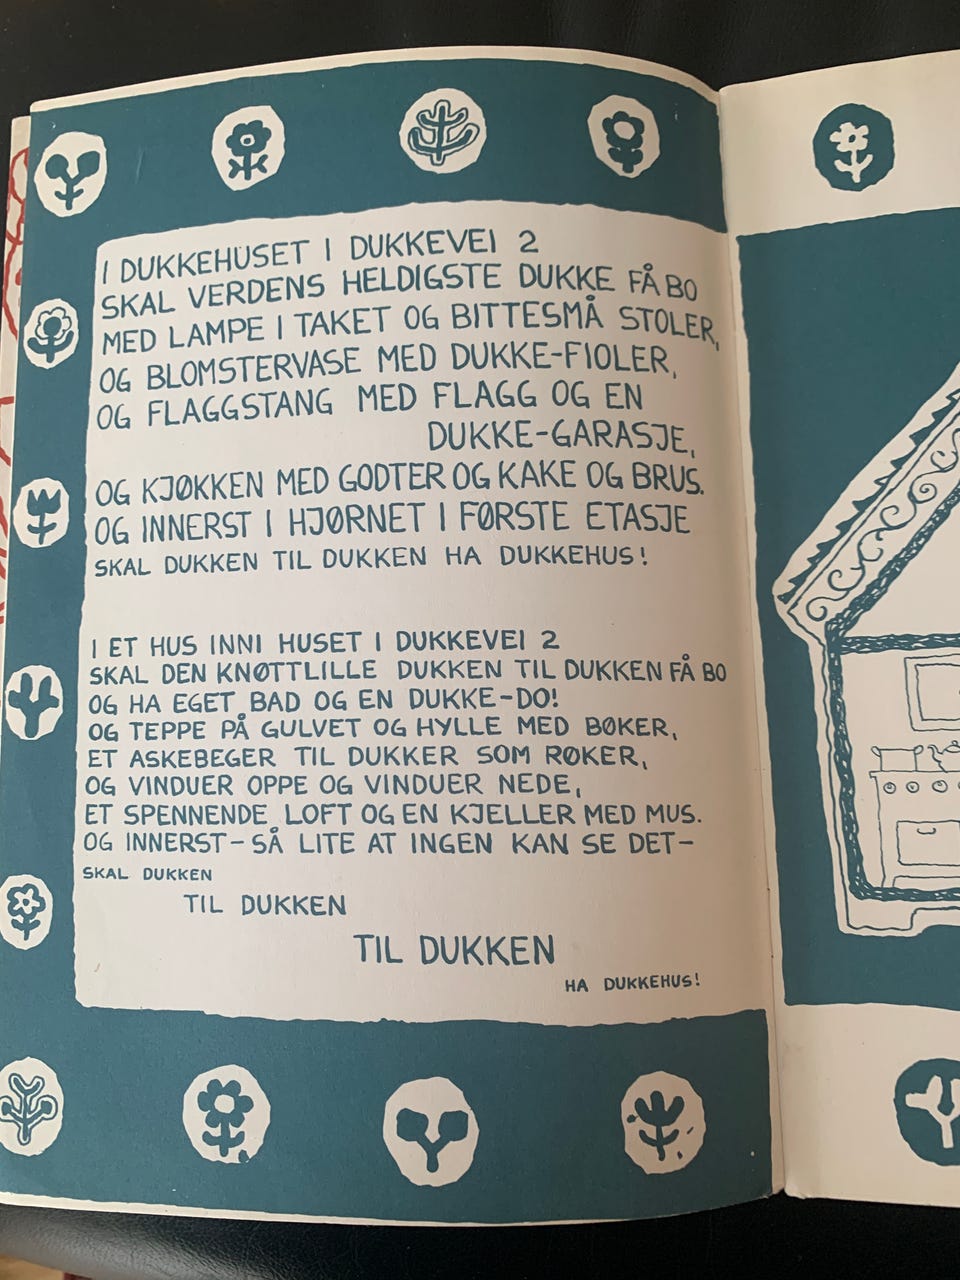 I DUKKEHUSET I DUKKEVEI 2
SKAL VERDENS HELDIGSTE DUKKE FÅ BO
MED LAMPE I TAKET OG BITTESMÅ STOLER,
OG BLOMSTERVASE MED DUKKE-FIOLER,
OG FLAGGSTANG MED FLAGG OG EN
DUKKE-GARASJE,
OG KJØKKEN MED GODTER OG KAKE OG BRUS.
OG INNERST I HJØRNET I FØRSTE ETASJE
SKAL DUKKEN TIL DUKKEN HA DUKKEHUS!
I ET HUS INNI HUSET I DUKKEVEI 2
SKAL DEN KNØTTLILLE DUKKEN TIL DUKKEN FÅ BO
OG HA EGET BAD OG EN DUKKE-DO!
OG TEPPE PÅ GULVET OG HYLLE MED BØKER,
ET ASKEBEGER TIL DUKKER SOM RØKER,
OG VINDUER OPPE OG VINDUER NEDE,
ET SPENNENDE LOFT OG EN KJELLER MED MUS.
OG INNERST - SÅ LITE AT INGEN KAN SE DET-
SKAL DUKKEN
TIL DUKKEN
TIL DUKKEN
HA DUKKEHUS!